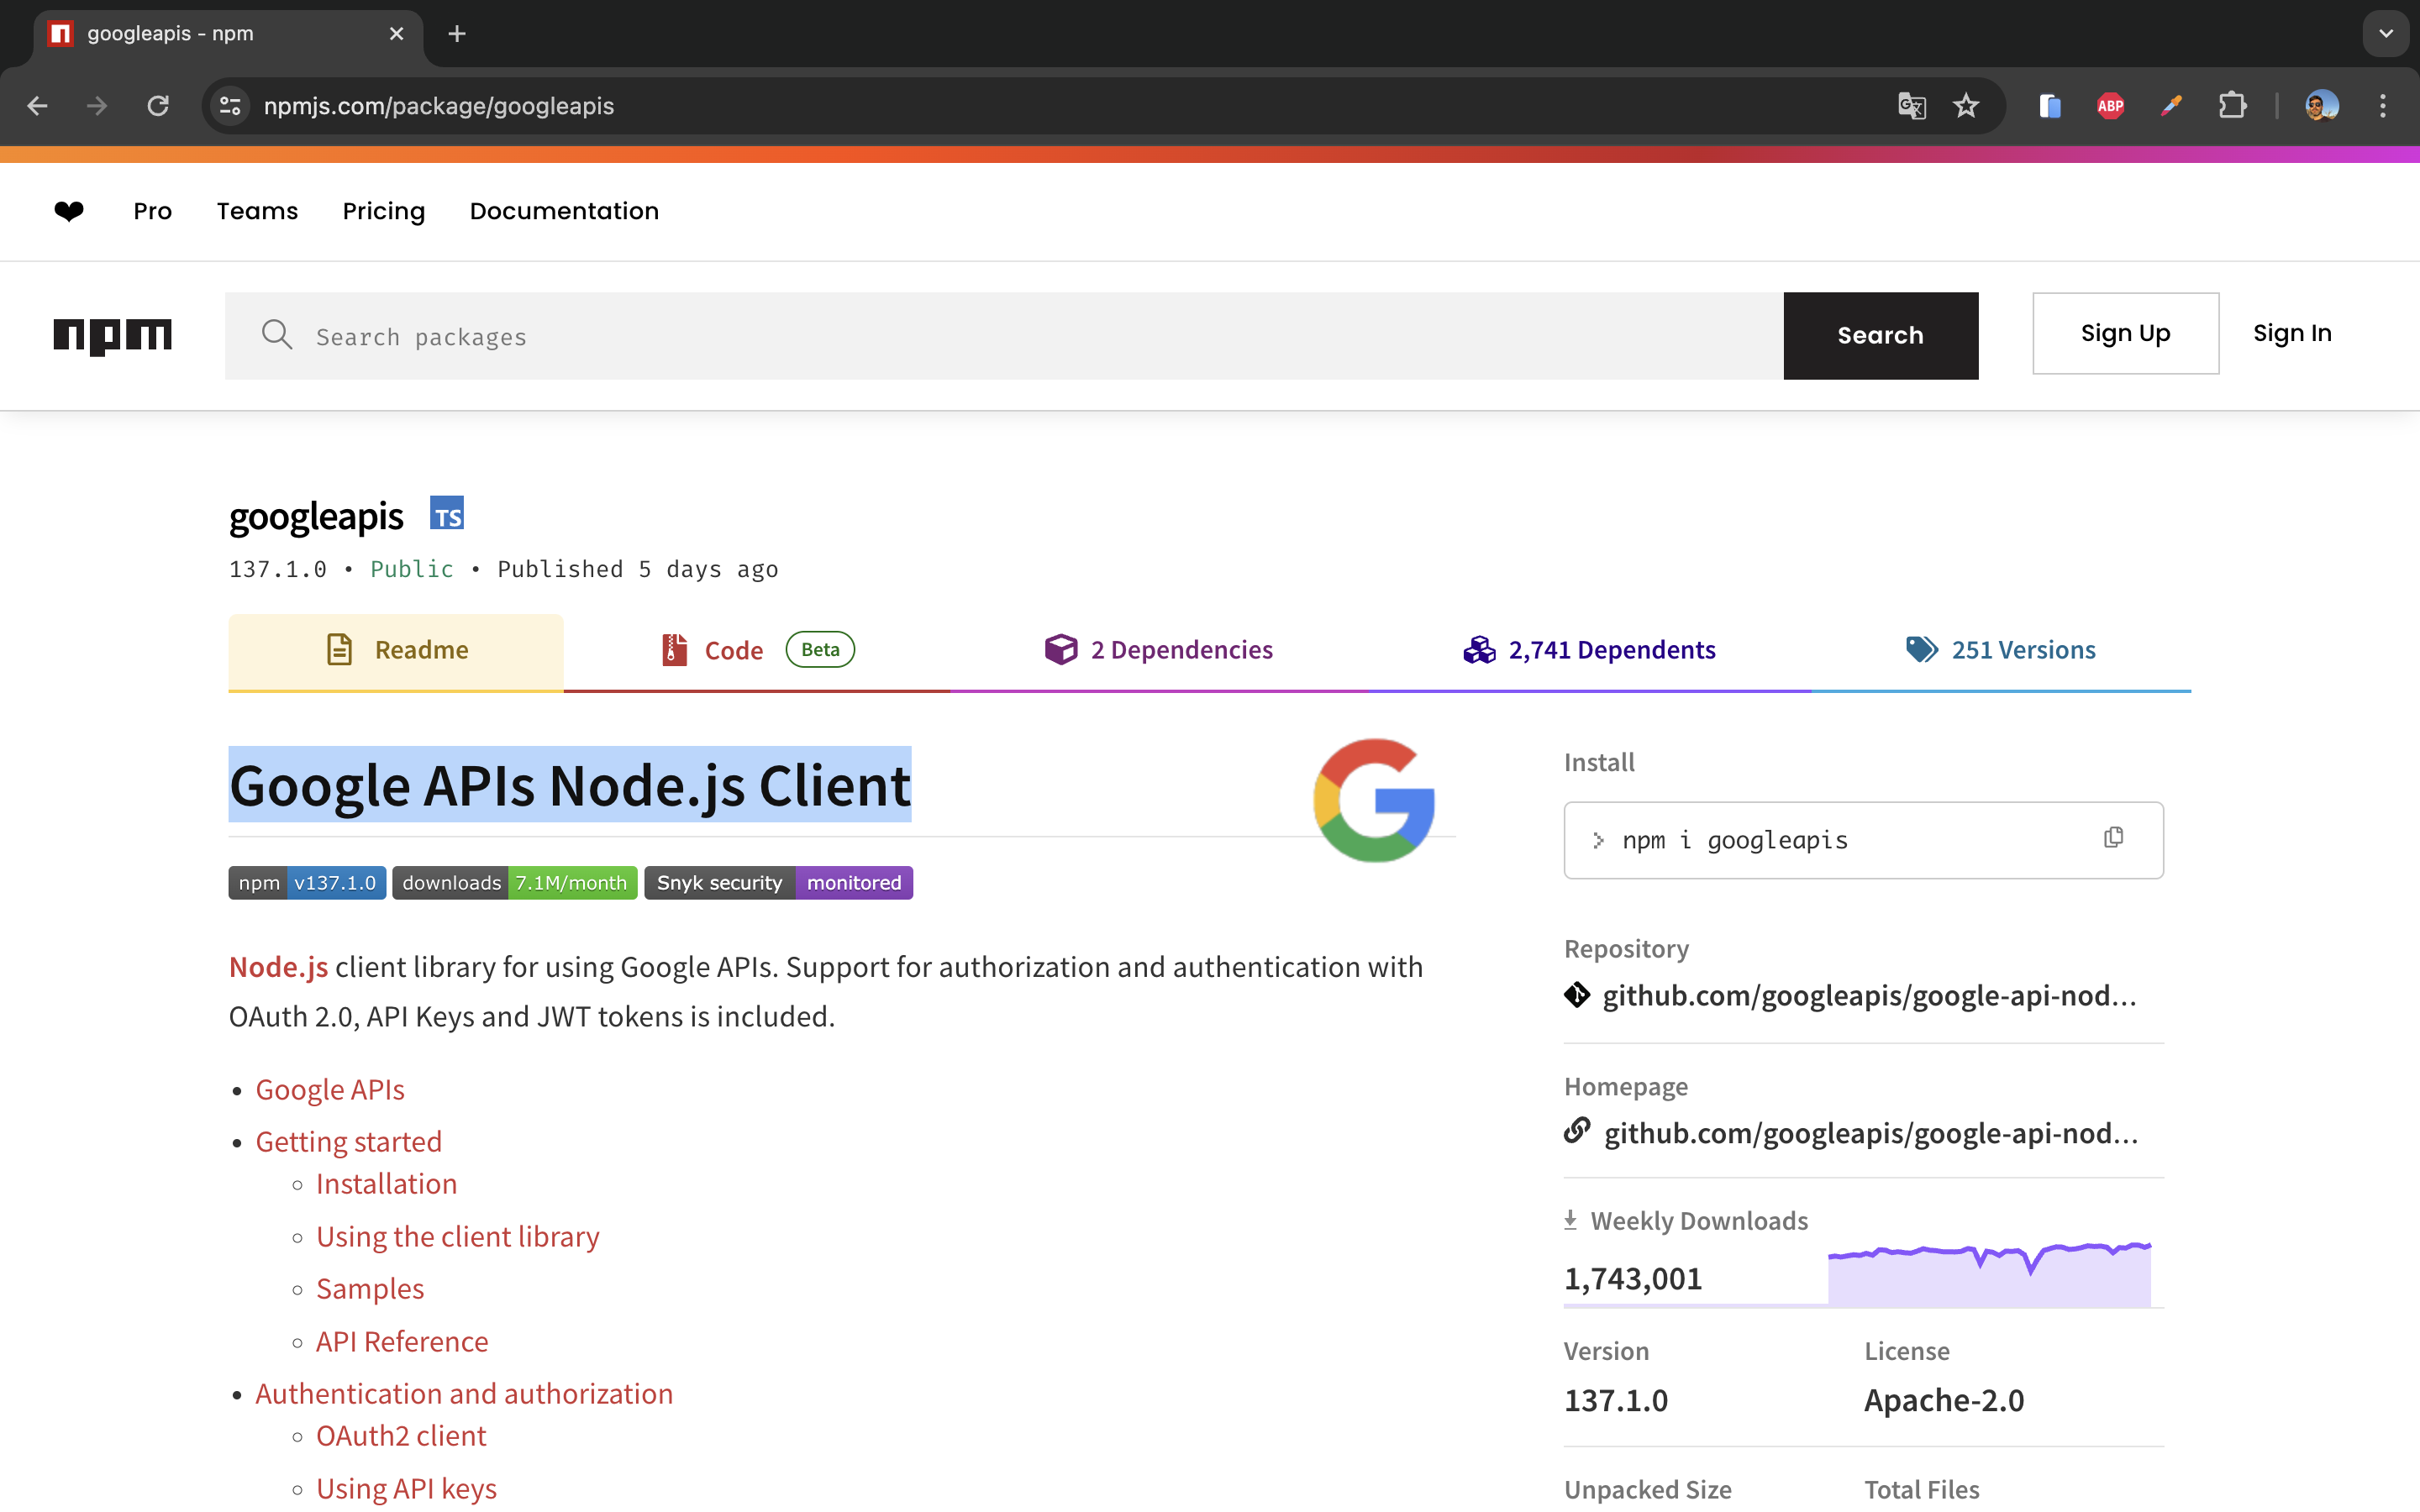 googleapis - npm
npmjs.com/package/googleapis
ABP
Pro Teams Pricing Documentation
npm
Search packages
Search
Sign Up
Sign In
googleapis TS
137.1.0 • Public • Published 5 days ago
Readme
Code Beta
2 Dependencies
2,741 Dependents
251 Versions
Google APIs Node.js Client
npm v137.1.0 downloads 7.1M/month Snyk security monitored
Node.js client library for using Google APIs. Support for authorization and authentication with
OAuth 2.0, API Keys and JWT tokens is included.
• Google APIs
• Getting started
◦ Installation
◦ Using the client library
◦ Samples
◦ API Reference
• Authentication and authorization
◦ OAuth2 client
◦ Using API keys
Install
> npm i googleapis
Repository
github.com/googleapis/google-api-nod...
Homepage
github.com/googleapis/google-api-nod...
Weekly Downloads
1,743,001
Version
137.1.0
License
Apache-2.0
Unpacked Size
Total Files